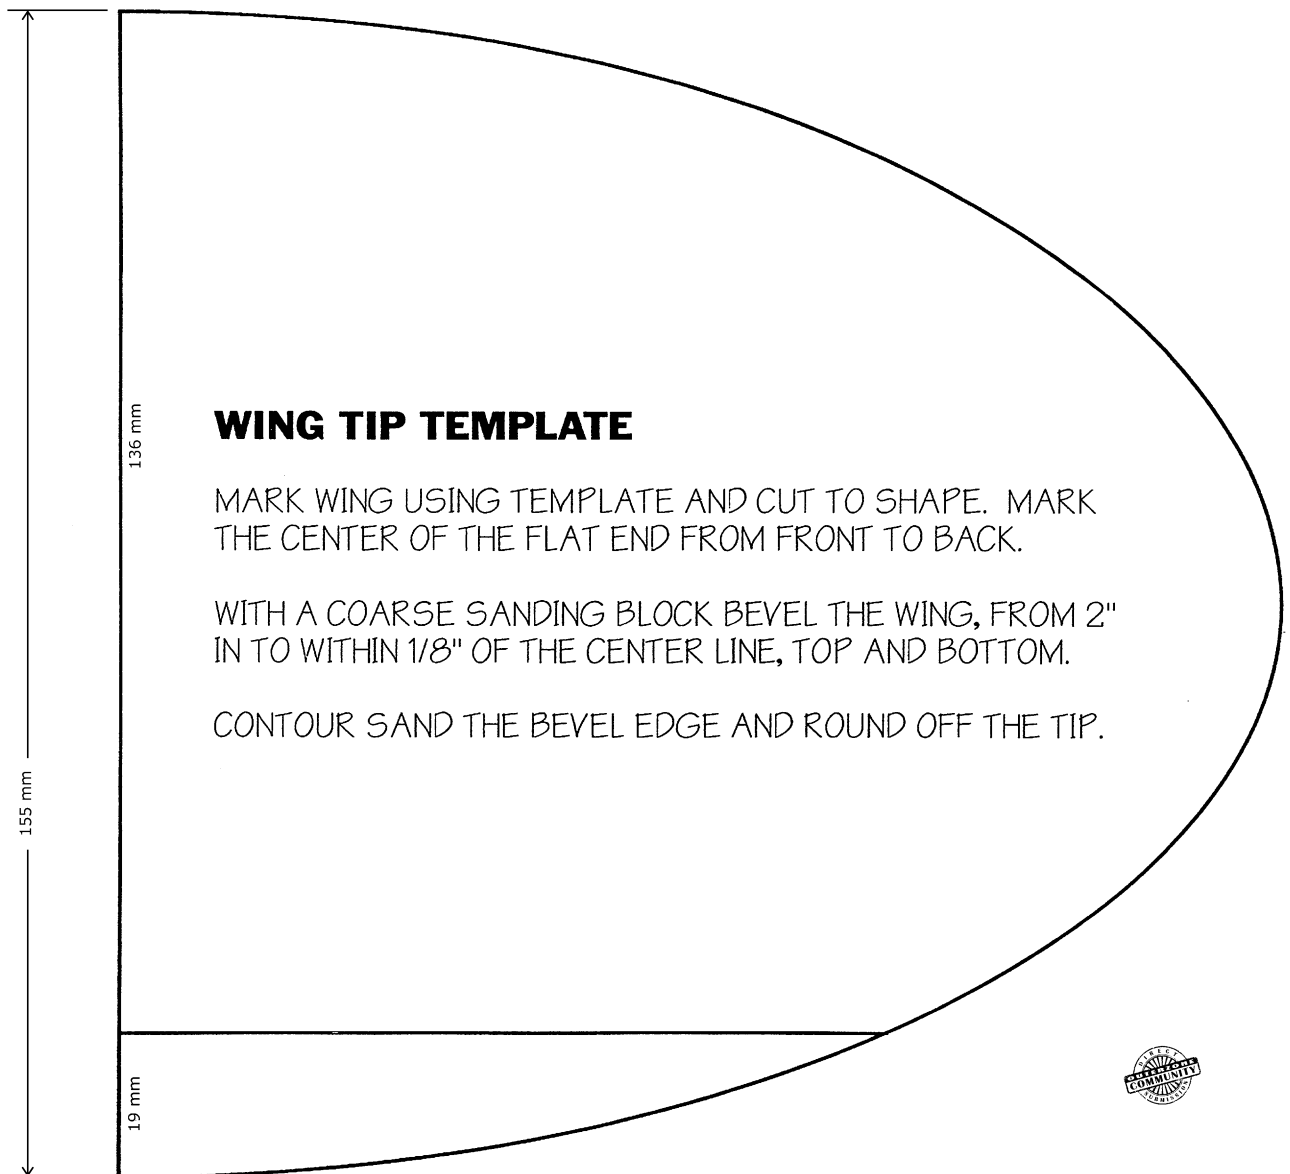 136 mm
WING TIP TEMPLATE
MARK WING USING TEMPLATE AND CUT TO SHAPE. MARK
THE CENTER OF THE FLAT END FROM FRONT TO BACK.
WITH A COARSE SANDING BLOCK BEVEL THE WING, FROM 2"
IN TO WITHIN 1/8" OF THE CENTER LINE, TOP AND BOTTOM.
CONTOUR SAND THE BEVEL EDGE AND ROUND OFF THE TIP.
155 mm
19 mm
DIRECT
OUTERZONE
COMMUNITY
SUBMISSION